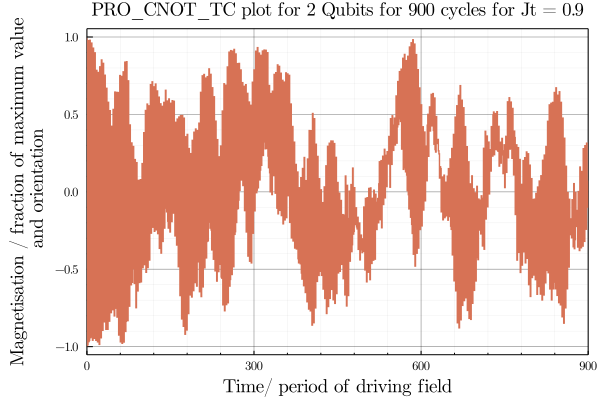 PRO_CNOT_TC plot for 2 Qubits for 900 cycles for Jt = 0.9
Magnetisation / fraction of maximum value
and orientation
1.0
0.5
0.0
−0.5
−1.0
0
300
600
900
Time/ period of driving field